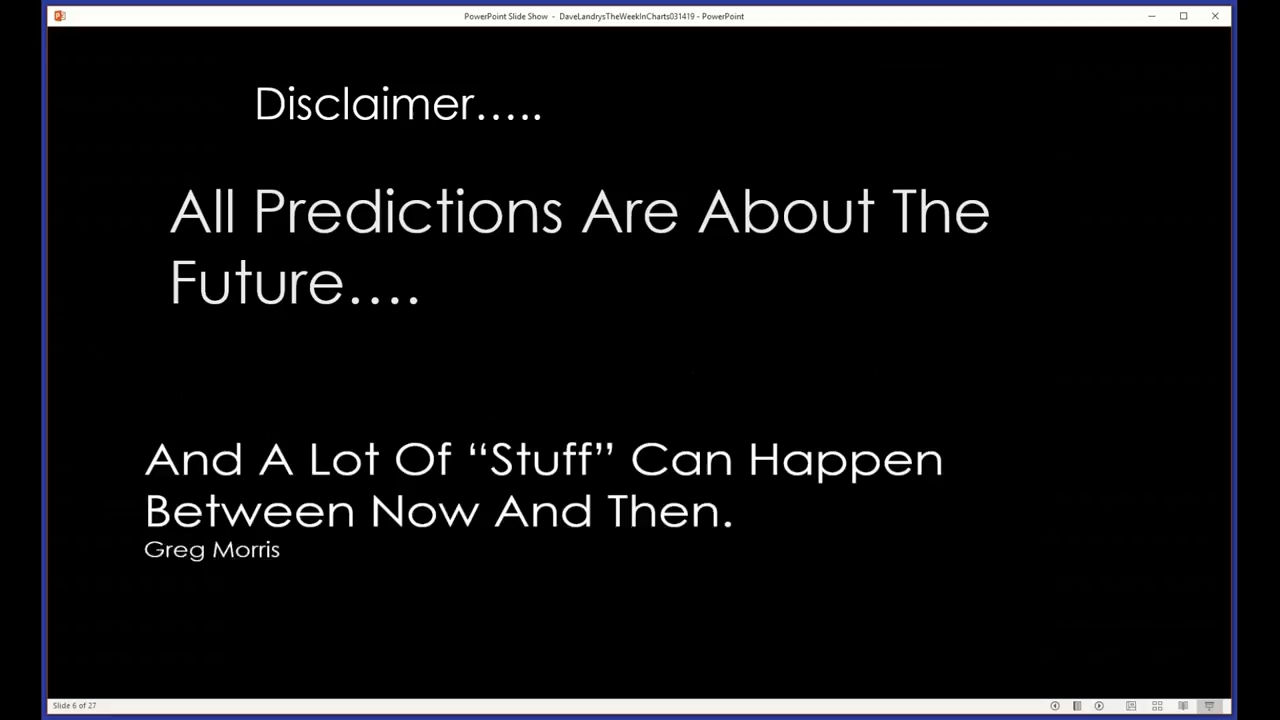 PowerPoint Slide Show - DaveLandrysTheWeekInCharts031419 - PowerPoint
Disclaimer.....
All Predictions Are About The
Future....
And A Lot Of “Stuff” Can Happen
Between Now And Then.
Greg Morris
Slide 6 of 27